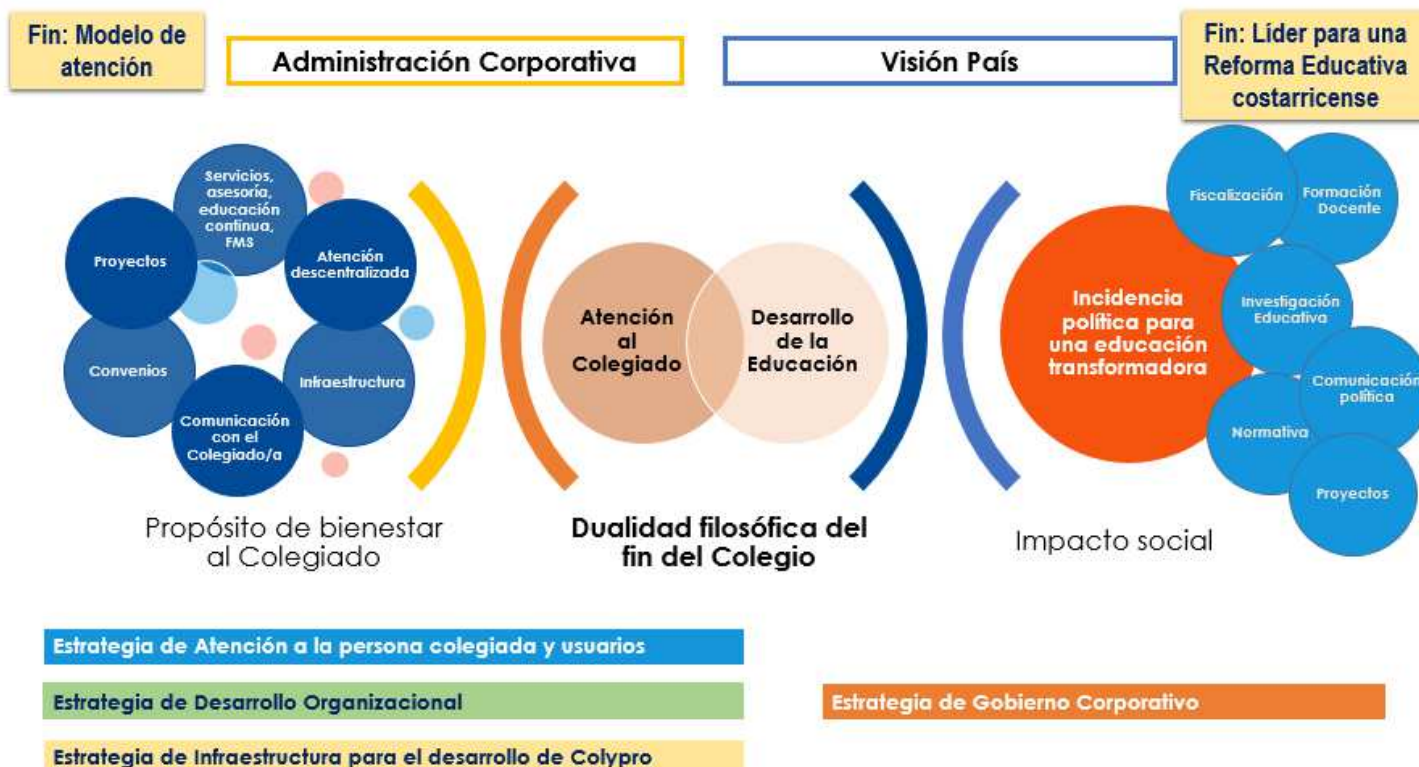 Fin: Modelo de
atención
Administración Corporativa
Visión País
Fin: Líder para una
Reforma Educativa
costarricense
Servicios,
asesoría,
educación
continua,
FMS
Proyectos
Atención
descentralizada
Convenios
Infraestructura
Comunicación
con el
Colegiado/a
Propósito de bienestar
al Colegiado
Atención
al
Colegiado
Desarrollo
de la
Educación
Dualidad filosófica del
fin del Colegio
Incidencia
política para
una educación
transformadora
Fiscalización
Formación
Docente
Investigación
Educativa
Comunicación
política
Normativa
Proyectos
Impacto social
Estrategia de Atención a la persona colegiada y usuarios
Estrategia de Desarrollo Organizacional
Estrategia de Gobierno Corporativo
Estrategia de Infraestructura para el desarrollo de Colypro